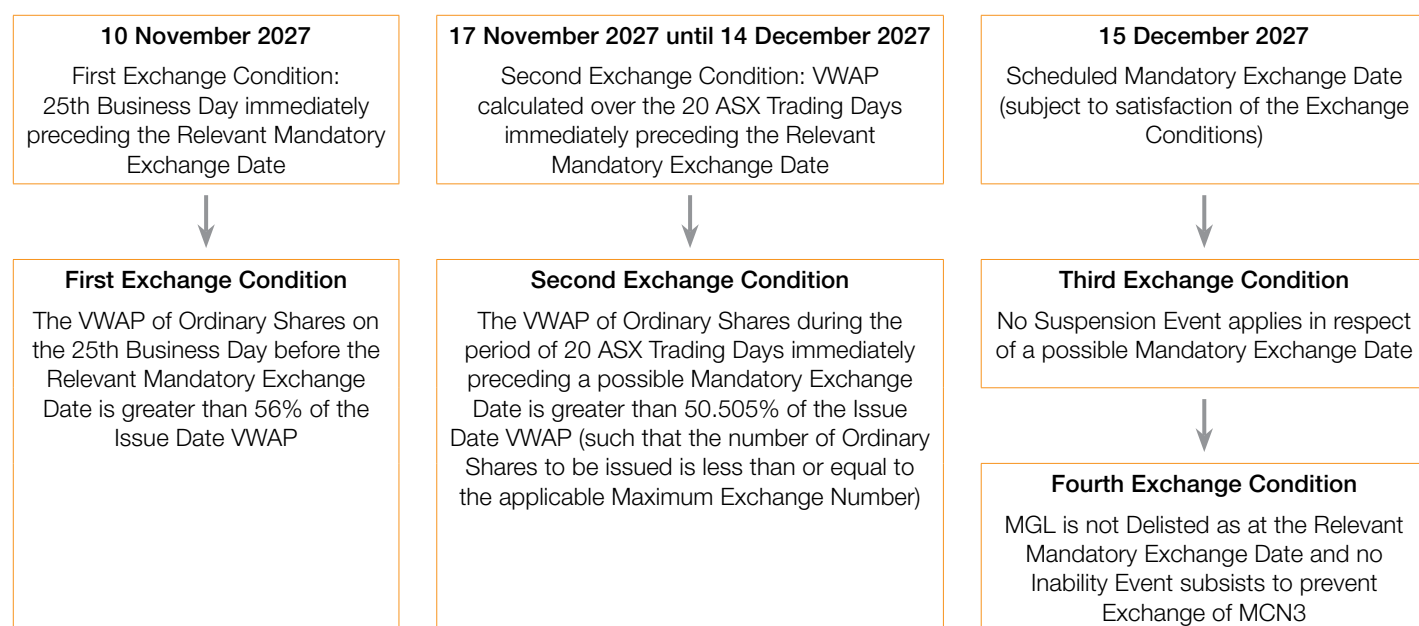 10 November 2027
First Exchange Condition:
25th Business Day immediately
preceding the Relevant Mandatory
Exchange Date
First Exchange Condition
The VWAP of Ordinary Shares on
the 25th Business Day before the
Relevant Mandatory Exchange
Date is greater than 56% of the
Issue Date VWAP
17 November 2027 until 14 December 2027
Second Exchange Condition: VWAP
calculated over the 20 ASX Trading Days
immediately preceding the Relevant
Mandatory Exchange Date
Second Exchange Condition
The VWAP of Ordinary Shares during the
period of 20 ASX Trading Days immediately
preceding a possible Mandatory Exchange
Date is greater than 50.505% of the Issue
Date VWAP (such that the number of Ordinary
Shares to be issued is less than or equal to
the applicable Maximum Exchange Number)
15 December 2027
Scheduled Mandatory Exchange Date
(subject to satisfaction of the Exchange
Conditions)
Third Exchange Condition
No Suspension Event applies in respect
of a possible Mandatory Exchange Date
Fourth Exchange Condition
MGL is not Delisted as at the Relevant
Mandatory Exchange Date and no
Inability Event subsists to prevent
Exchange of MCN3